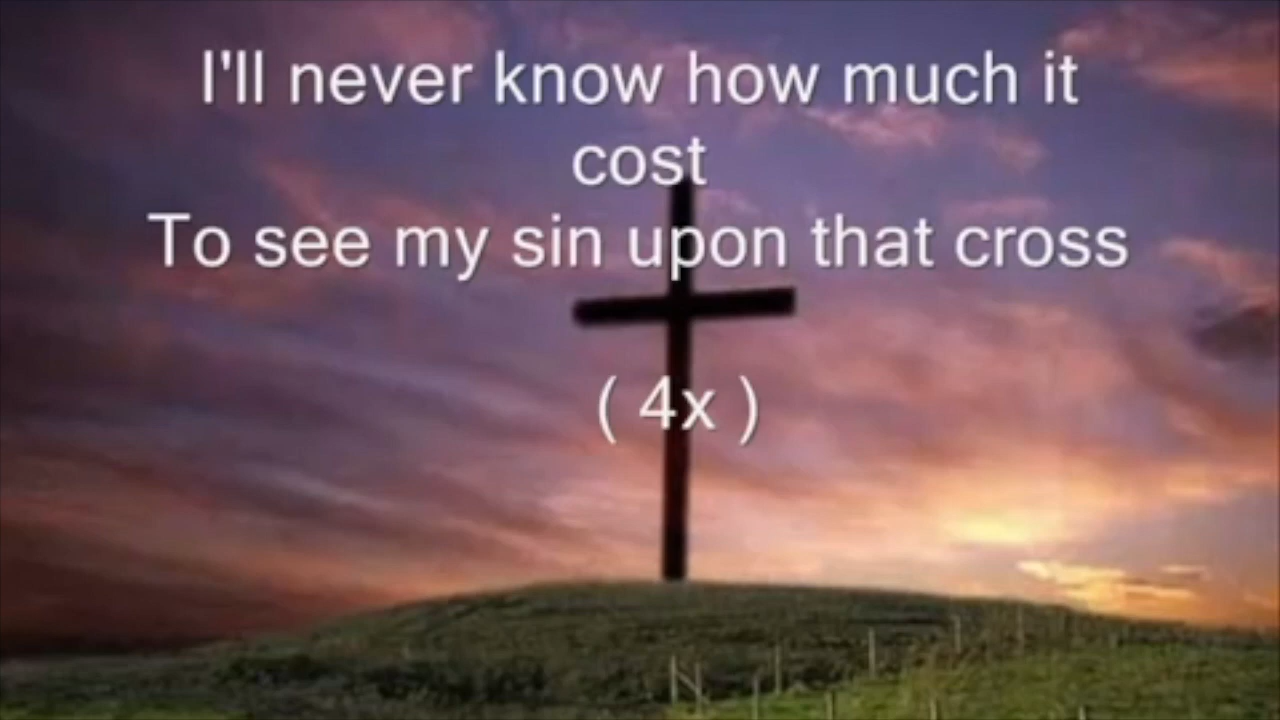 I'll never know how much it
cost
To see my sin upon that cross
( 4x )